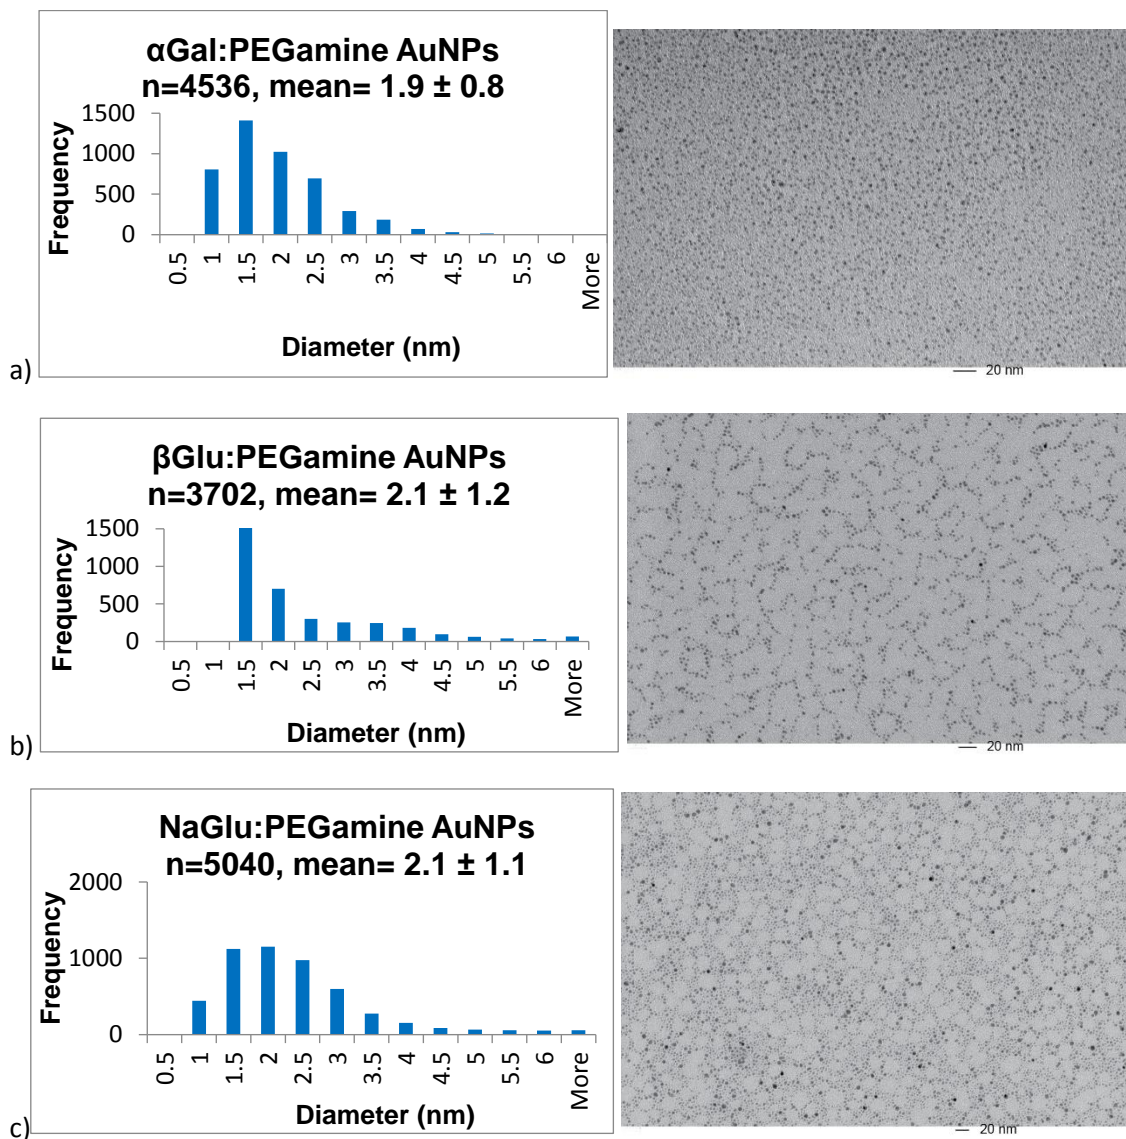 αGal:PEGamine AuNPs
n=4536, mean= 1.9 ± 0.8
1500
1000
500
0
Frequency
0.5
1
1.5
2
2.5
3
3.5
4
4.5
5
5.5
6
More
Diameter (nm)
a)
20 nm
βGlu:PEGamine AuNPs
n=3702, mean= 2.1 ± 1.2
1500
1000
500
0
Frequency
0.5
1
1.5
2
2.5
3
3.5
4
4.5
5
5.5
6
More
Diameter (nm)
b)
20 nm
NaGlu:PEGamine AuNPs
n=5040, mean= 2.1 ± 1.1
2000
1000
0
Frequency
0.5
1
1.5
2
2.5
3
3.5
4
4.5
5
5.5
6
More
Diameter (nm)
c)
20 nm